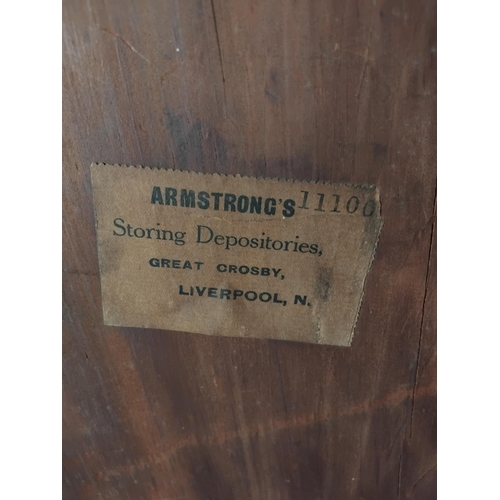 ARMSTRONG'S 11100
Storing Depositories,
GREAT CROSBY,
LIVERPOOL, N.